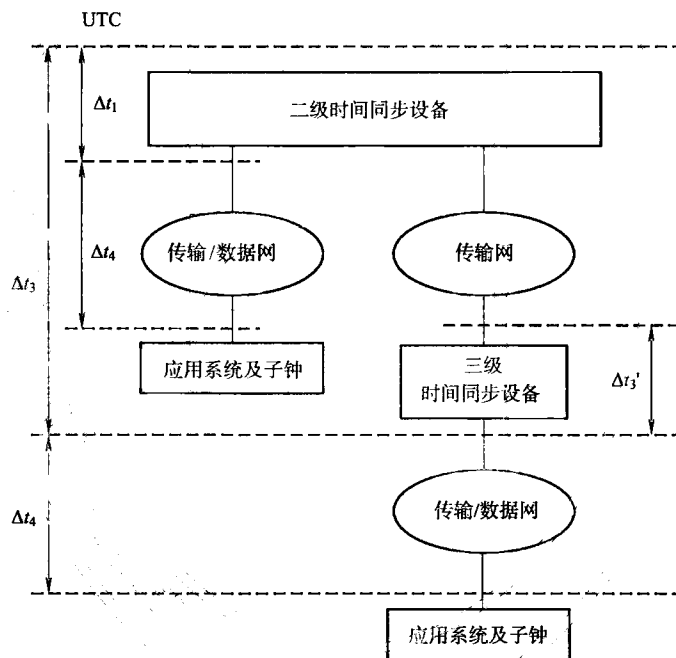 UTC
Δt₁
二级时间同步设备
Δt₄
传输/数据网
传输网
Δt₃
应用系统及子钟
三级
时间同步设备
Δt₃'
Δt₄
传输/数据网
应用系统及子钟